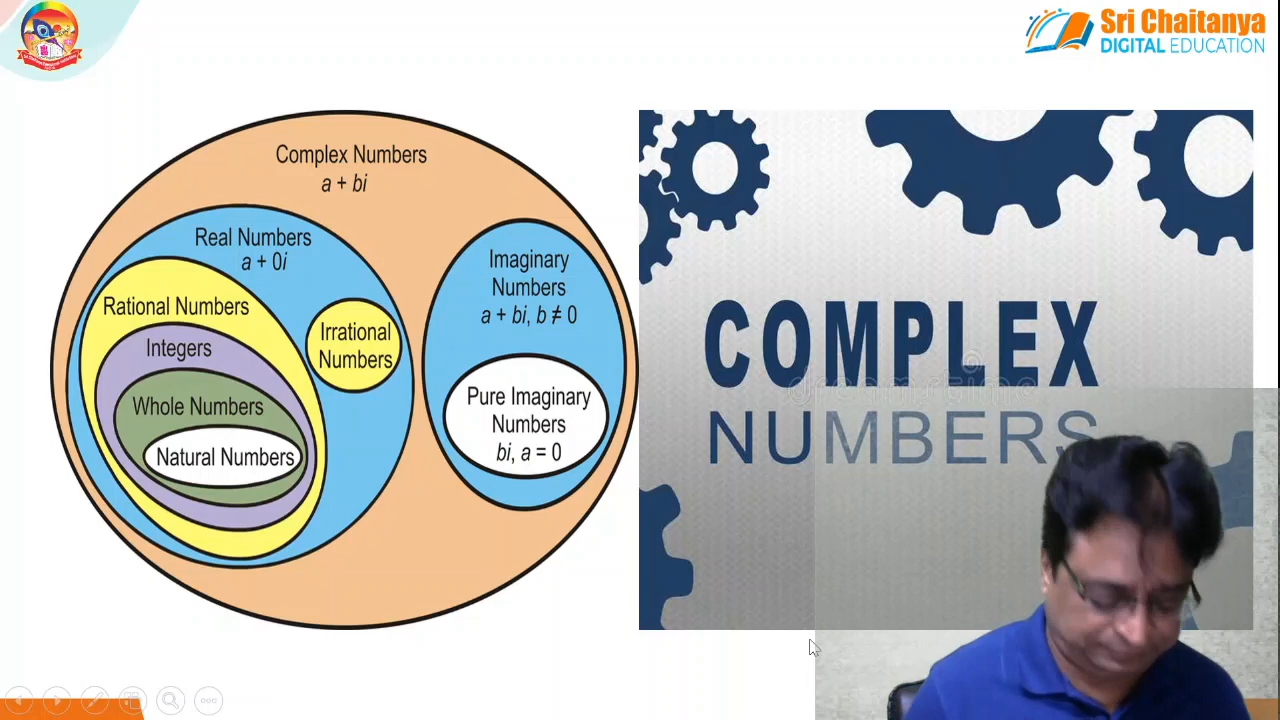 Sri Chaitanya
DIGITAL EDUCATION
Complex Numbers
a + bi
Real Numbers
a + 0i
Rational Numbers
Integers
Whole Numbers
Natural Numbers
Irrational
Numbers
Imaginary
Numbers
a + bi, b ≠ 0
Pure Imaginary
Numbers
bi, a = 0
COMPLEX
NUMBERS
dreamstime